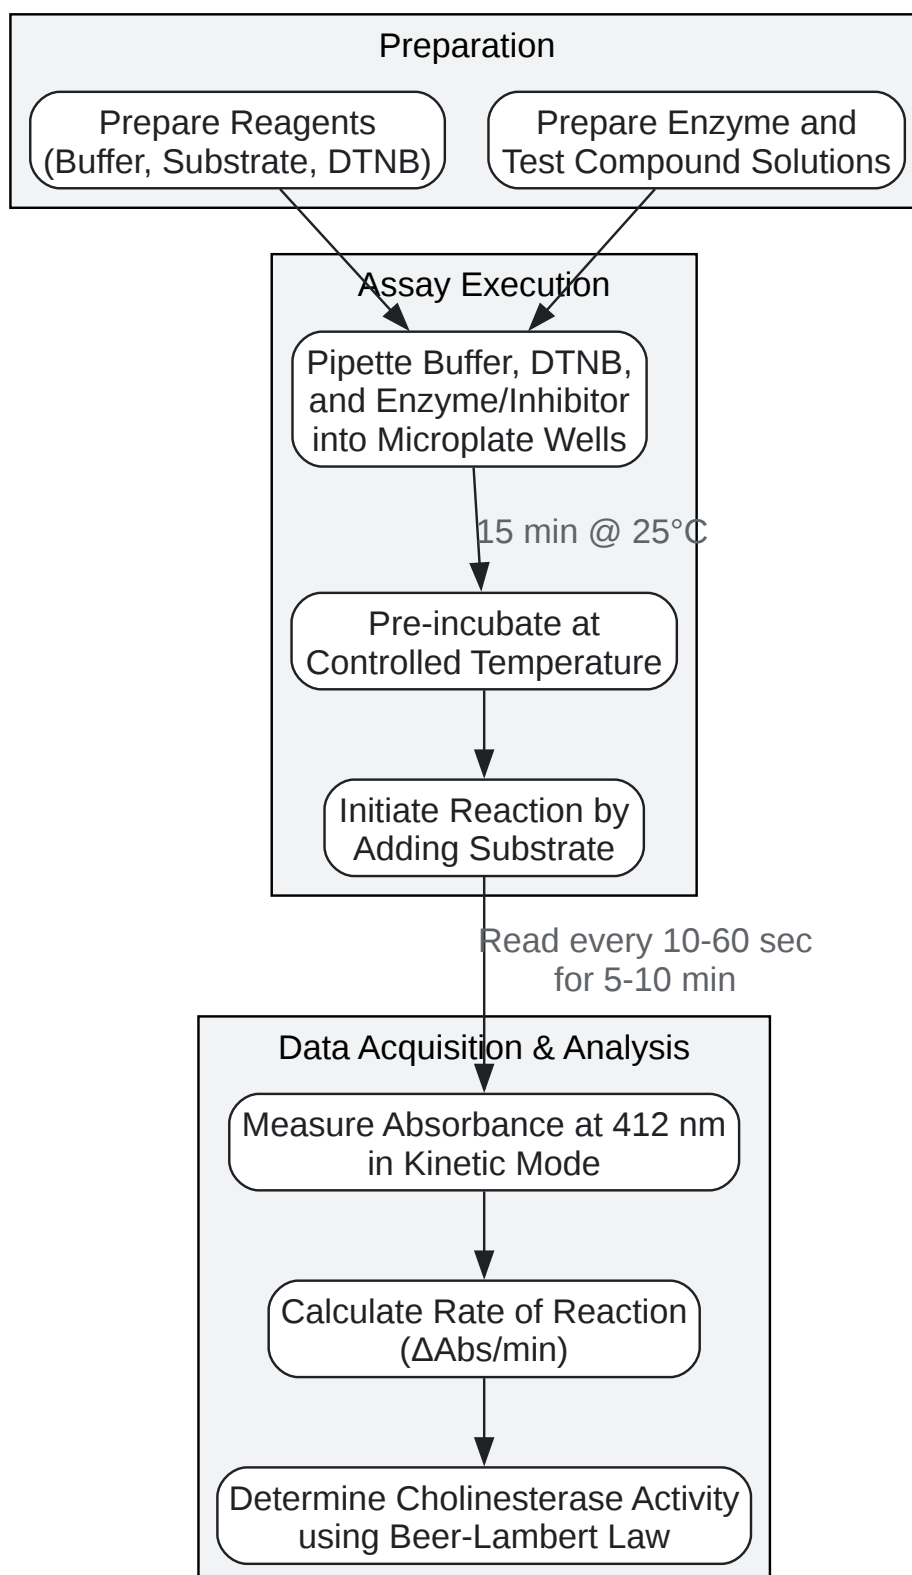 Preparation
Prepare Reagents
(Buffer, Substrate, DTNB)
Prepare Enzyme and
Test Compound Solutions
Assay Execution
Pipette Buffer, DTNB,
and Enzyme/Inhibitor
into Microplate Wells
15 min @ 25°C
Pre-incubate at
Controlled Temperature
Initiate Reaction by
Adding Substrate
Read every 10-60 sec
for 5-10 min
Data Acquisition & Analysis
Measure Absorbance at 412 nm
in Kinetic Mode
Calculate Rate of Reaction
(ΔAbs/min)
Determine Cholinesterase Activity
using Beer-Lambert Law